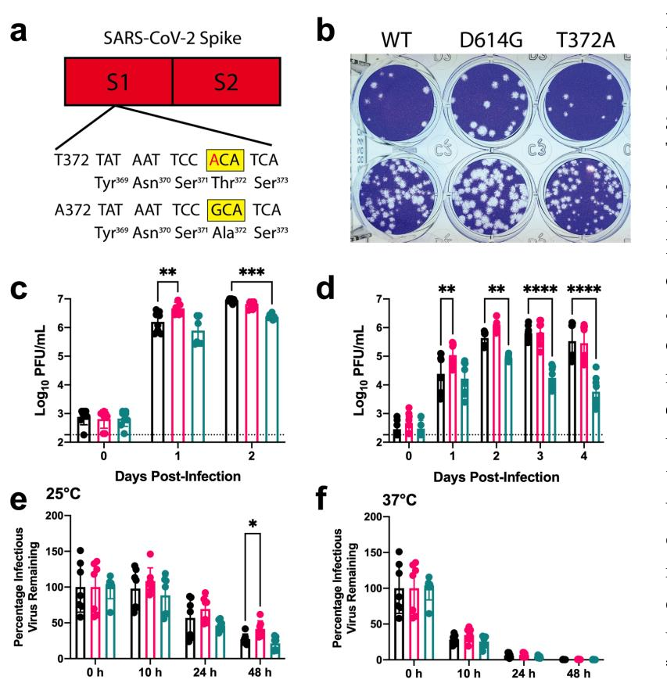 a
SARS-CoV-2 Spike
S1 S2
T372 TAT AAT TCC ACA TCA
Tyr³⁶⁹ Asn³⁷⁰ Ser³⁷¹ Thr³⁷² Ser³⁷³
A372 TAT AAT TCC GCA TCA
Tyr³⁶⁹ Asn³⁷⁰ Ser³⁷¹ Ala³⁷² Ser³⁷³
b
WT D614G T372A
c
** ***
Log₁₀ PFU/mL
7
6
5
4
3
2
0 1 2
Days Post-Infection
d
** ** **** ****
Log₁₀ PFU/mL
7
6
5
4
3
2
0 1 2 3 4
Days Post-Infection
e
25°C
Percentage Infectious
Virus Remaining
200
150
100
50
0
*
0 h 10 h 24 h 48 h
f
37°C
Percentage Infectious
Virus Remaining
200
150
100
50
0
0 h 10 h 24 h 48 h